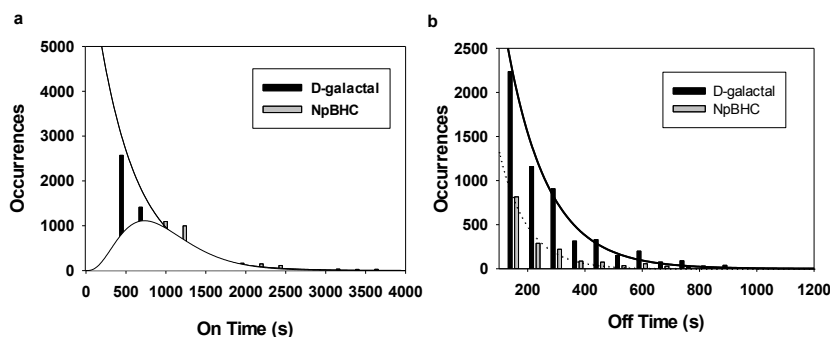 a
5000
4000
3000
2000
1000
0
Occurrences
D-galactal
NpBHC
0 500 1000 1500 2000 2500 3000 3500 4000
On Time (s)
b
2500
2000
1500
1000
500
0
Occurrences
D-galactal
NpBHC
200 400 600 800 1000 1200
Off Time (s)